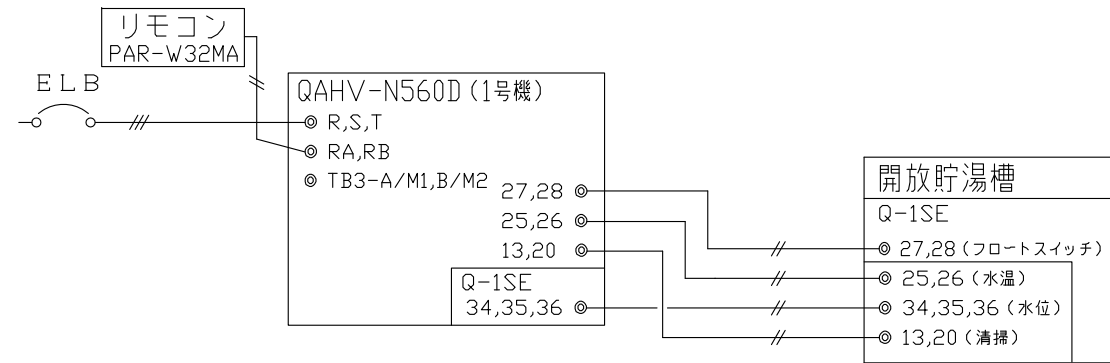 リモコン
PAR-W32MA
ELB
QAHV-N560D(1号機)
R,S,T
RA,RB
TB3-A/M1,B/M2
27,28
25,26
13,20
Q-1SE
34,35,36
開放貯湯槽
Q-1SE
27,28(フロートスイッチ)
25,26(水温)
34,35,36(水位)
13,20(清掃)